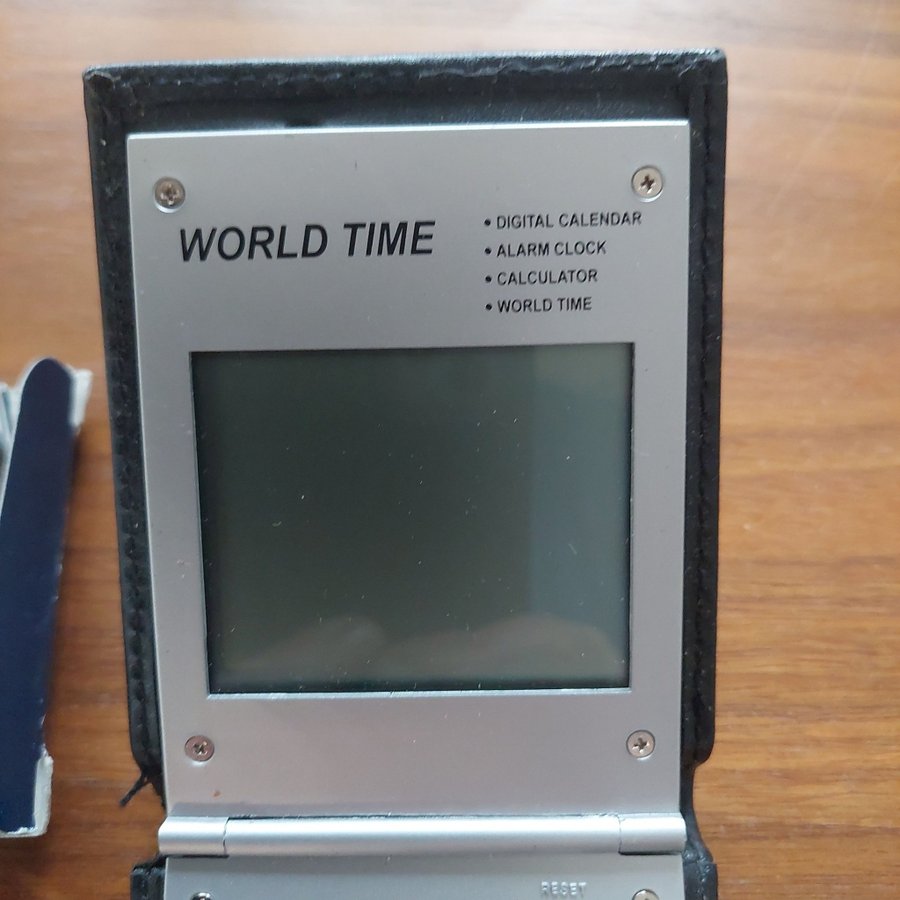 WORLD TIME
• DIGITAL CALENDAR
• ALARM CLOCK
• CALCULATOR
• WORLD TIME
RESET